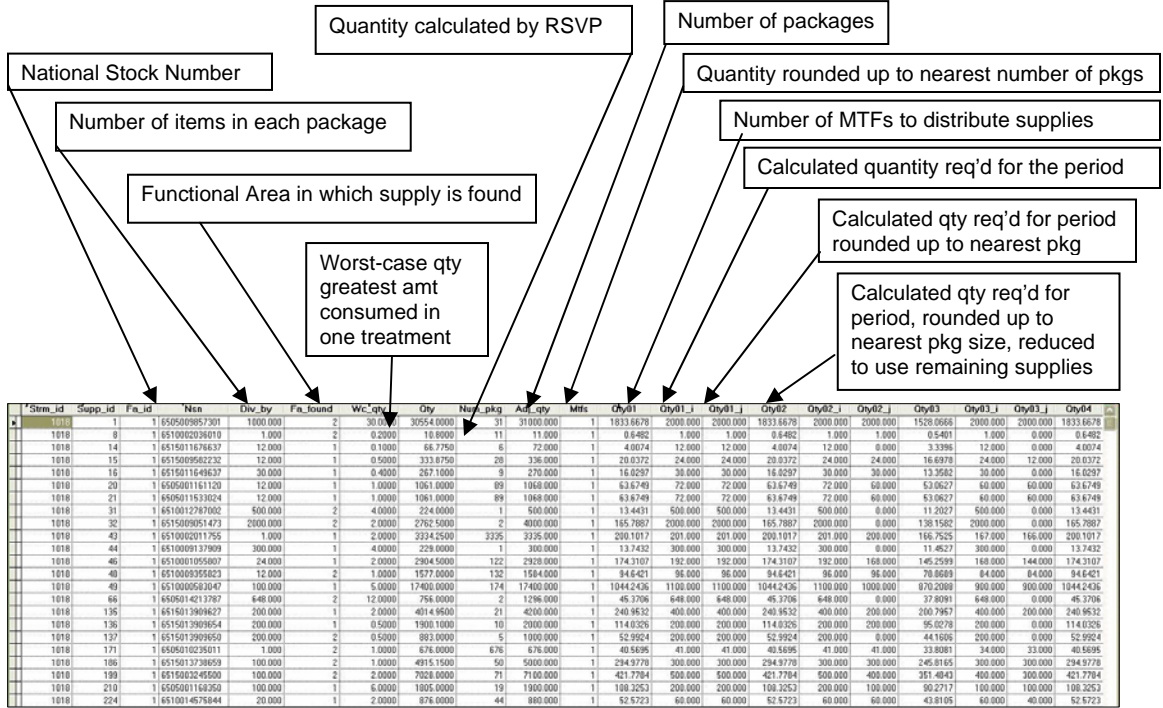 Quantity calculated by RSVP
Number of packages
National Stock Number
Quantity rounded up to nearest number of pkgs
Number of items in each package
Number of MTFs to distribute supplies
Calculated quantity req'd for the period
Functional Area in which supply is found
Calculated qty req'd for period
rounded up to nearest pkg
Worst-case qty
greatest amt
consumed in
one treatment
Calculated qty req'd for
period, rounded up to
nearest pkg size, reduced
to use remaining supplies
Strm_id Supp_id Fn_id Nsn Div_by Fa_found Wc_qty Qty Num_pkg Adj_qty Mtfs Qty01 Qty01_i Qty01_j Qty02 Qty02_i Qty02_j Qty03 Qty03_i Qty03_j Qty04
1018 1 1 6505009857301 1000.000 2 30.0000 30554.0000 31 31000.000 1 1833.6678 2000.000 2000.000 1833.6678 2000.000 2000.000 1528.0666 2000.000 1000.000 1833.6678
1018 8 1 6510002036010 1.000 2 0.2000 10.8000 11 11.000 1 0.6482 1.000 1.000 0.6482 1.000 0.000 0.5401 1.000 0.000 0.6482
1018 14 1 6515011676637 12.000 1 0.1000 66.7750 6 72.000 1 4.0074 12.000 12.000 4.0074 12.000 0.000 3.3396 12.000 0.000 4.0074
1018 15 1 6515009582232 12.000 1 0.5000 333.8750 28 336.000 1 20.0372 24.000 24.000 20.0372 24.000 24.000 16.6978 24.000 12.000 20.0372
1018 16 1 6515011649637 30.000 1 0.4000 267.1000 9 270.000 1 16.0297 30.000 30.000 16.0297 30.000 30.000 13.3582 30.000 0.000 16.0297
1018 20 1 6505001161120 12.000 1 1.0000 1061.0000 89 1068.000 1 63.6749 72.000 72.000 63.6749 72.000 60.000 53.0627 60.000 60.000 63.6749
1018 21 1 6505011533024 12.000 1 1.0000 1061.0000 89 1068.000 1 63.6749 72.000 72.000 63.6749 72.000 60.000 53.0627 60.000 60.000 63.6749
1018 31 1 6510012787002 500.000 2 4.0000 224.0000 1 500.000 1 13.4431 500.000 500.000 13.4431 500.000 0.000 11.2027 500.000 0.000 13.4431
1018 32 1 6515009051473 2000.000 2 2.0000 2762.5000 2 4000.000 1 165.7887 2000.000 2000.000 165.7887 2000.000 0.000 138.1582 2000.000 0.000 165.7887
1018 43 1 6510002011755 1.000 1 2.0000 3334.2500 3335 3335.000 1 200.1017 201.000 201.000 200.1017 201.000 200.000 166.7525 167.000 166.000 200.1017
1018 44 1 6510009137909 300.000 1 4.0000 229.0000 1 300.000 1 13.7432 300.000 300.000 13.7432 300.000 0.000 11.4527 300.000 0.000 13.7432
1018 46 1 6510001055807 24.000 1 2.0000 2904.5000 122 2928.000 1 174.3107 192.000 192.000 174.3107 192.000 168.000 145.2599 168.000 144.000 174.3107
1018 48 1 6510009355823 12.000 2 1.0000 1577.0000 132 1584.000 1 94.6421 96.000 96.000 94.6421 96.000 96.000 78.8689 84.000 84.000 94.6421
1018 49 1 6510000583047 100.000 1 5.0000 17400.0000 174 17400.000 1 1044.2436 1100.000 1100.000 1044.2436 1100.000 1000.000 870.2088 900.000 900.000 1044.2436
1018 66 1 6505014213787 648.000 2 12.0000 756.0000 2 1296.000 1 45.3706 648.000 648.000 45.3706 648.000 0.000 37.8091 648.000 0.000 45.3706
1018 135 1 6515013909627 200.000 1 2.0000 4014.9500 21 4200.000 1 240.9532 400.000 400.000 240.9532 400.000 200.000 200.7957 400.000 200.000 240.9532
1018 136 1 6515013909654 200.000 1 0.5000 1900.1000 10 2000.000 1 114.0326 200.000 200.000 114.0326 200.000 200.000 95.0278 200.000 0.000 114.0326
1018 137 1 6515013909650 200.000 2 0.5000 883.0000 5 1000.000 1 52.9924 200.000 200.000 52.9924 200.000 0.000 44.1606 200.000 0.000 52.9924
1018 171 1 6505010235011 1.000 2 1.0000 676.0000 676 676.000 1 40.5695 41.000 41.000 40.5695 41.000 41.000 33.8081 34.000 33.000 40.5695
1018 186 1 6515013738659 100.000 2 1.0000 4915.1500 50 5000.000 1 294.9778 300.000 300.000 294.9778 300.000 300.000 245.8165 300.000 200.000 294.9778
1018 199 1 6515003245500 100.000 2 2.0000 7028.0000 71 7100.000 1 421.7784 500.000 500.000 421.7784 500.000 400.000 351.4843 400.000 300.000 421.7784
1018 210 1 6505001168350 100.000 1 6.0000 1805.0000 19 1900.000 1 108.3253 200.000 200.000 108.3253 200.000 100.000 90.2717 100.000 100.000 108.3253
1018 224 1 6510014575844 20.000 1 2.0000 876.0000 44 880.000 1 52.5723 60.000 60.000 52.5723 60.000 60.000 43.8105 60.000 40.000 52.5723